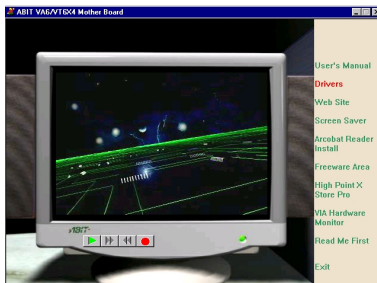 ABIT VA6/VT6X4 Mother Board
User's Manual
Drivers
Web Site
Screen Saver
Arcobat Reader
Install
Freeware Area
High Point X
Store Pro
VIA Hardware
Monitor
Read Me First
Exit
ABIT